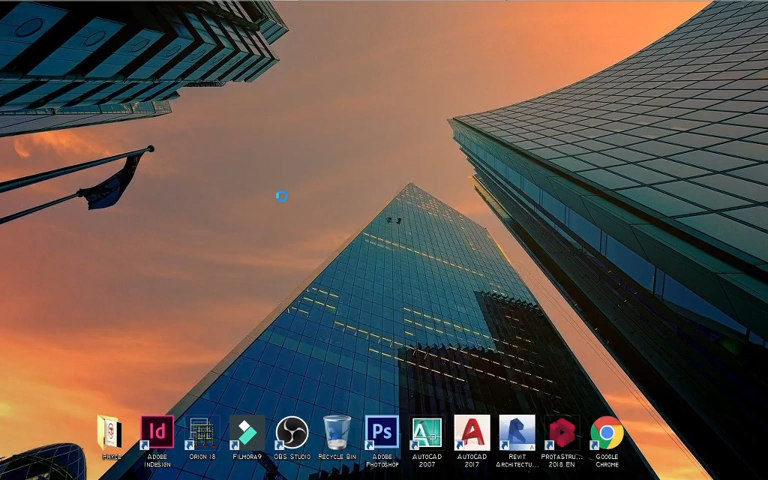 Id
Ps
ADOBE
INDESIGN
ORION 18
FILMORA9
OBS STUDIO
RECYCLE BIN
ADOBE
PHOTOSHOP
AUTOCAD
2007
AUTOCAD
2017
REVIT
ARCHITECTU...
PROTASTRU...
2018 EN
GOOGLE
CHROME